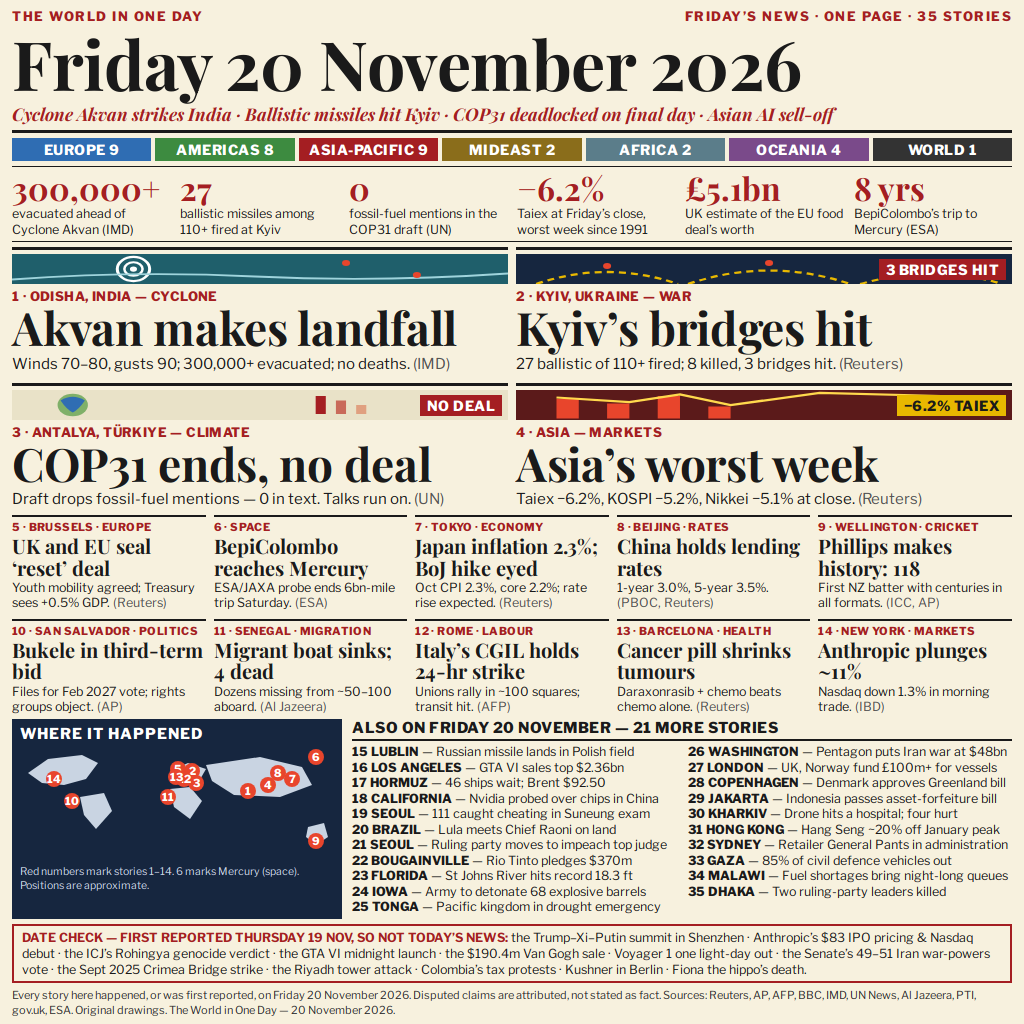 THE WORLD IN ONE DAY
FRIDAY’S NEWS · ONE PAGE · 35 STORIES
Friday 20 November 2026
Cyclone Akvan strikes India · Ballistic missiles hit Kyiv · COP31 deadlocked on final day · Asian AI sell-off
EUROPE 9
AMERICAS 8
ASIA-PACIFIC 9
MIDEAST 2
AFRICA 2
OCEANIA 4
WORLD 1
300,000+
evacuated ahead of
Cyclone Akvan (IMD)
27
ballistic missiles among
110+ fired at Kyiv
0
fossil-fuel mentions in the
COP31 draft (UN)
−6.2%
Taiex at Friday’s close,
worst week since 1991
£5.1bn
UK estimate of the EU food
deal’s worth
8 yrs
BepiColombo’s trip to
Mercury (ESA)
1 · ODISHA, INDIA — CYCLONE
Akvan makes landfall
Winds 70–80, gusts 90; 300,000+ evacuated; no deaths. (IMD)
3 BRIDGES HIT
2 · KYIV, UKRAINE — WAR
Kyiv’s bridges hit
27 ballistic of 110+ fired; 8 killed, 3 bridges hit. (Reuters)
NO DEAL
3 · ANTALYA, TÜRKIYE — CLIMATE
COP31 ends, no deal
Draft drops fossil-fuel mentions — 0 in text. Talks run on. (UN)
−6.2% TAIEX
4 · ASIA — MARKETS
Asia’s worst week
Taiex −6.2%, KOSPI −5.2%, Nikkei −5.1% at close. (Reuters)
5 · BRUSSELS · EUROPE
UK and EU seal
‘reset’ deal
Youth mobility agreed; Treasury
sees +0.5% GDP. (Reuters)
6 · SPACE
BepiColombo
reaches Mercury
ESA/JAXA probe ends 6bn-mile
trip Saturday. (ESA)
7 · TOKYO · ECONOMY
Japan inflation 2.3%;
BoJ hike eyed
Oct CPI 2.3%, core 2.2%; rate
rise expected. (Reuters)
8 · BEIJING · RATES
China holds lending
rates
1-year 3.0%, 5-year 3.5%.
(PBOC, Reuters)
9 · WELLINGTON · CRICKET
Phillips makes
history: 118
First NZ batter with centuries in
all formats. (ICC, AP)
10 · SAN SALVADOR · POLITICS
Bukele in third-term
bid
Files for Feb 2027 vote; rights
groups object. (AP)
11 · SENEGAL · MIGRATION
Migrant boat sinks;
4 dead
Dozens missing from ~50–100
aboard. (Al Jazeera)
12 · ROME · LABOUR
Italy’s CGIL holds
24-hr strike
Unions rally in ~100 squares;
transit hit. (AFP)
13 · BARCELONA · HEALTH
Cancer pill shrinks
tumours
Daraxonrasib + chemo beats
chemo alone. (Reuters)
14 · NEW YORK · MARKETS
Anthropic plunges
~11%
Nasdaq down 1.3% in morning
trade. (IBD)
WHERE IT HAPPENED
6
5
2
13
3
14
8
7
4
1
11
10
9
Red numbers mark stories 1–14. 6 marks Mercury (space).
Positions are approximate.
ALSO ON FRIDAY 20 NOVEMBER — 21 MORE STORIES
15 LUBLIN — Russian missile lands in Polish field
16 LOS ANGELES — GTA VI sales top $2.36bn
17 HORMUZ — 46 ships wait; Brent $92.50
18 CALIFORNIA — Nvidia probed over chips in China
19 SEOUL — 111 caught cheating in Suneung exam
20 BRAZIL — Lula meets Chief Raoni on land
21 SEOUL — Ruling party moves to impeach top judge
22 BOUGAINVILLE — Rio Tinto pledges $370m
23 FLORIDA — St Johns River hits record 18.3 ft
24 IOWA — Army to detonate 68 explosive barrels
25 TONGA — Pacific kingdom in drought emergency
26 WASHINGTON — Pentagon puts Iran war at $48bn
27 LONDON — UK, Norway fund £100m+ for vessels
28 COPENHAGEN — Denmark approves Greenland bill
29 JAKARTA — Indonesia passes asset-forfeiture bill
30 KHARKIV — Drone hits a hospital; four hurt
31 HONG KONG — Hang Seng ~20% off January peak
32 SYDNEY — Retailer General Pants in administration
33 GAZA — 85% of civil defence vehicles out
34 MALAWI — Fuel shortages bring night-long queues
35 DHAKA — Two ruling-party leaders killed
DATE CHECK — FIRST REPORTED THURSDAY 19 NOV, SO NOT TODAY’S NEWS: the Trump–Xi–Putin summit in Shenzhen · Anthropic’s $83 IPO pricing & Nasdaq
debut · the ICJ’s Rohingya genocide verdict · the GTA VI midnight launch · the $190.4m Van Gogh sale · Voyager 1 one light-day out · the Senate’s 49–51 Iran war-powers
vote · the Sept 2025 Crimea Bridge strike · the Riyadh tower attack · Colombia’s tax protests · Kushner in Berlin · Fiona the hippo’s death.
Every story here happened, or was first reported, on Friday 20 November 2026. Disputed claims are attributed, not stated as fact. Sources: Reuters, AP, AFP, BBC, IMD, UN News, Al Jazeera, PTI,
gov.uk, ESA. Original drawings. The World in One Day — 20 November 2026.